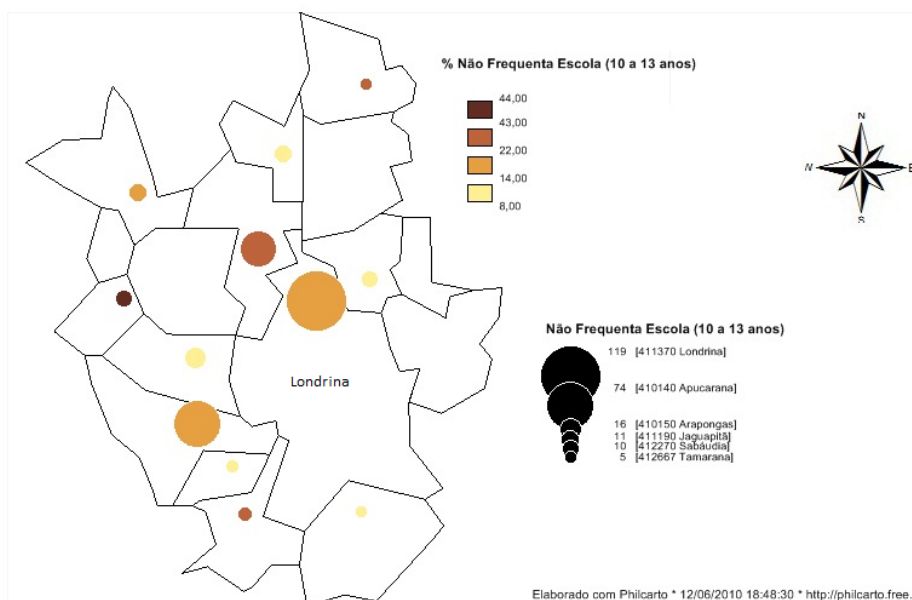 % Não Frequenta Escola (10 a 13 anos)
44,00
43,00
22,00
14,00
8,00
N
N
E
S
Não Frequenta Escola (10 a 13 anos)
119 [411370 Londrina]
74 [410140 Apucarana]
16 [410150 Arapongas]
11 [411190 Jaguapitã]
10 [412270 Sabáudia]
5 [412667 Tamarana]
Londrina
Elaborado com Philcarto * 12/06/2010 18:48:30 * http://philcarto.free.